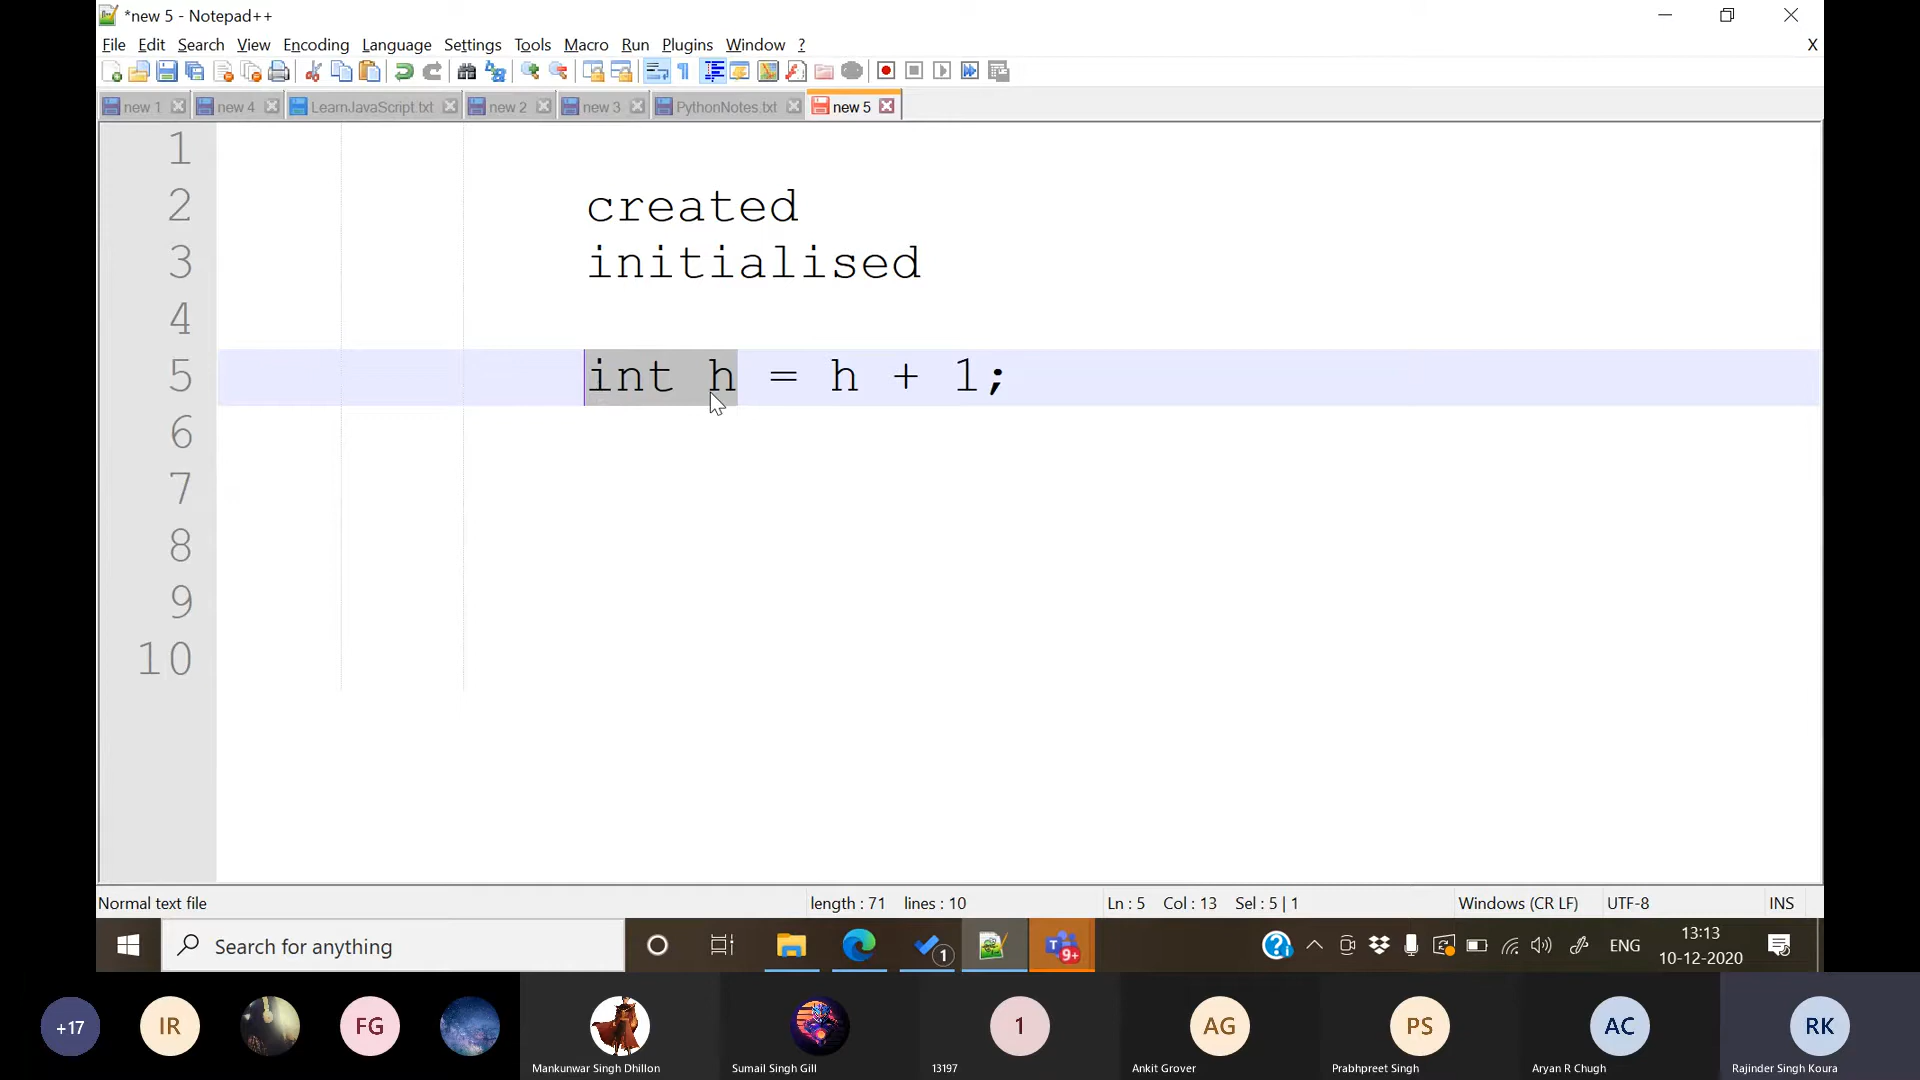 *new 5 - Notepad++
File Edit Search View Encoding Language Settings Tools Macro Run Plugins Window ? X
new 1 new 4 LearnJavaScript.txt new 2 new 3 PythonNotes.txt new 5
1
2 created
3 initialised
4
5 int h = h + 1;
6
7
8
9
10
Normal text file length : 71 lines : 10 Ln : 5 Col : 13 Sel : 5 | 1 Windows (CR LF) UTF-8 INS
Search for anything 1 9+ ENG 13:13
10-12-2020
+17 IR FG 1 AG PS AC RK
Mankunwar Singh Dhillon Sumail Singh Gill 13197 Ankit Grover Prabhpreet Singh Aryan R Chugh Rajinder Singh Koura